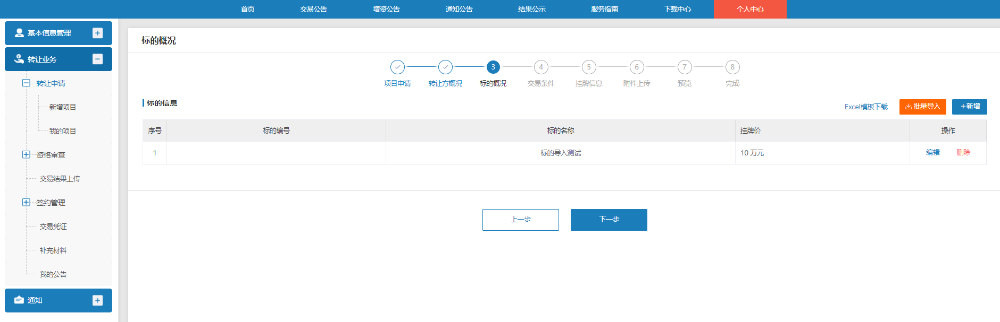 首页 交易公告 增资公告 通知公告 结果公示 服务指南 下载中心 个人中心
基本信息管理
转让业务
转让申请
新增项目
我的项目
资格审查
交易结果上传
签约管理
交易凭证
补充材料
我的公告
通知
标的概况
3 4 5 6 7 8
项目申请 转让方概况 标的概况 交易条件 挂牌信息 附件上传 预览 完成
标的信息
Excel模板下载 批量导入 +新增
序号 标的编号 标的名称 挂牌价 操作
1 标的导入测试 10 万元 编辑 删除
上一步 下一步